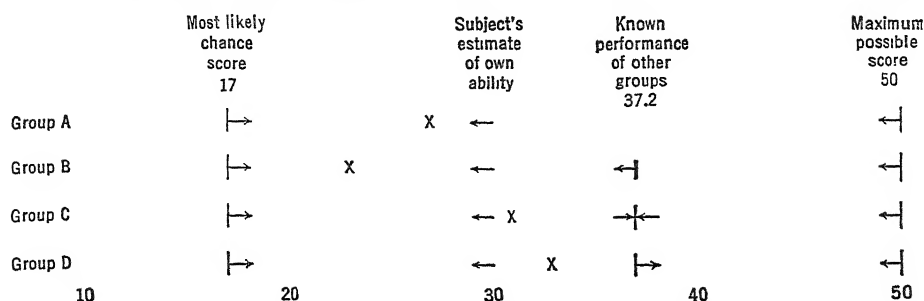 Most likely
chance
score
17
Subject's
estimate
of own
ability
Known
performance
of other
groups
37.2
Maximum
possible
score
50
Group A X
Group B X
Group C X
Group D X
10 20 30 40 50